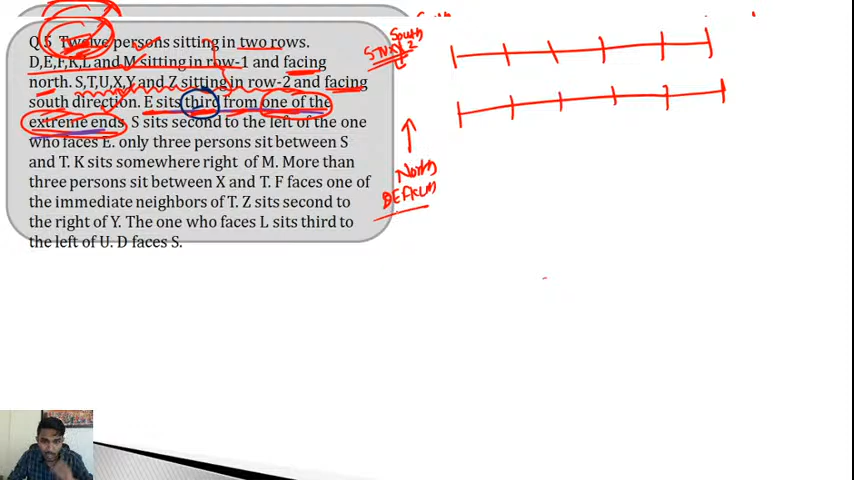 Q.5 Twelve persons sitting in two rows.
D,E,F,K,L and M sitting in row-1 and facing
north. S,T,U,X,Y and Z sitting in row-2 and facing
south direction. E sits third from one of the
extreme ends. S sits second to the left of the one
who faces E. only three persons sit between S
and T. K sits somewhere right of M. More than
three persons sit between X and T. F faces one of
the immediate neighbors of T. Z sits second to
the right of Y. The one who faces L sits third to
the left of U. D faces S.
South
North